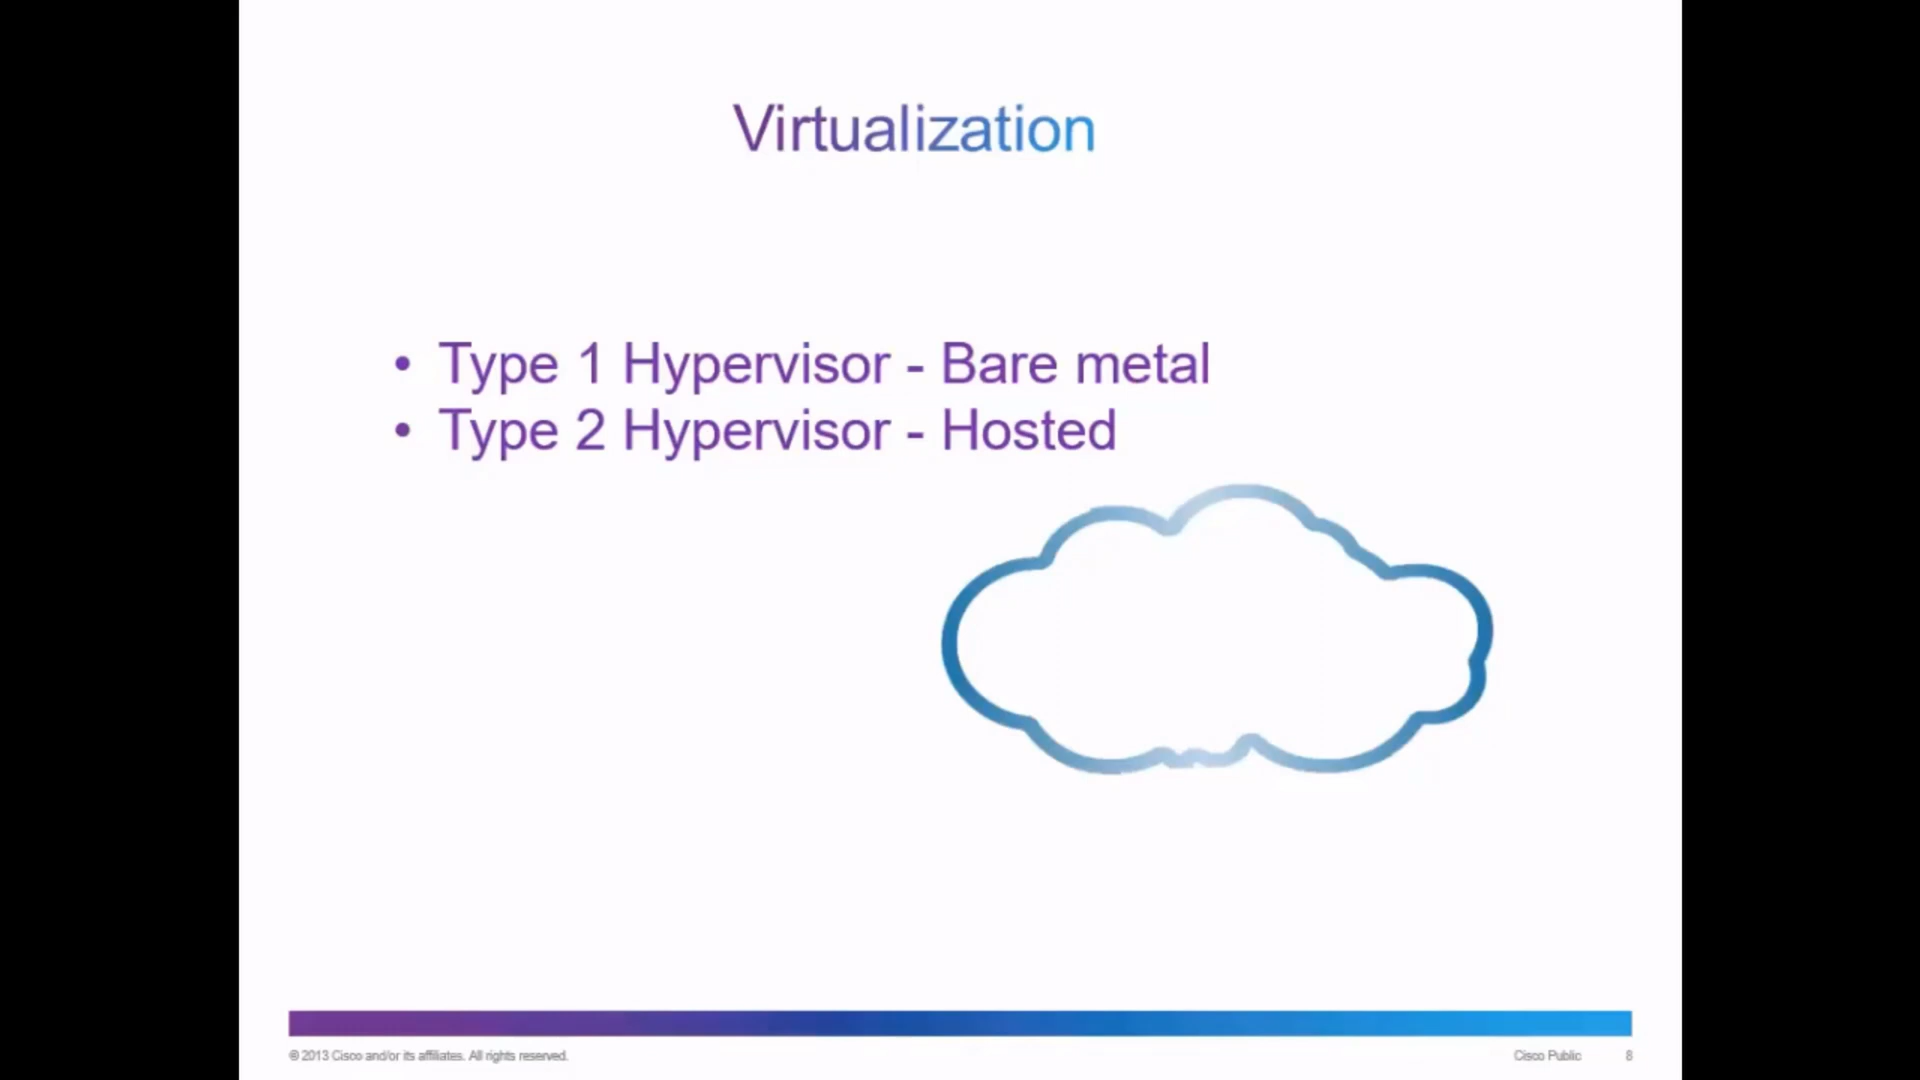 Virtualization
• Type 1 Hypervisor - Bare metal
• Type 2 Hypervisor - Hosted
© 2013 Cisco and/or its affiliates. All rights reserved.
Cisco Public 8